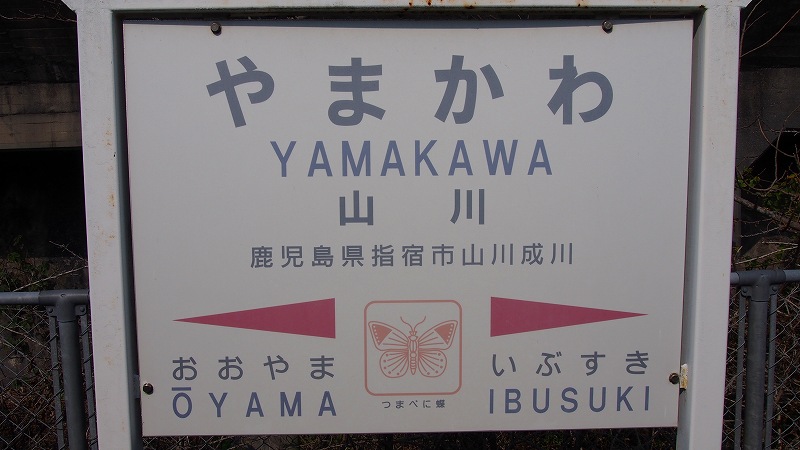 やまかわ
YAMAKAWA
山川
鹿児島県指宿市山川成川
おおやま
ŌYAMA
つまべに蝶
いぶすき
IBUSUKI